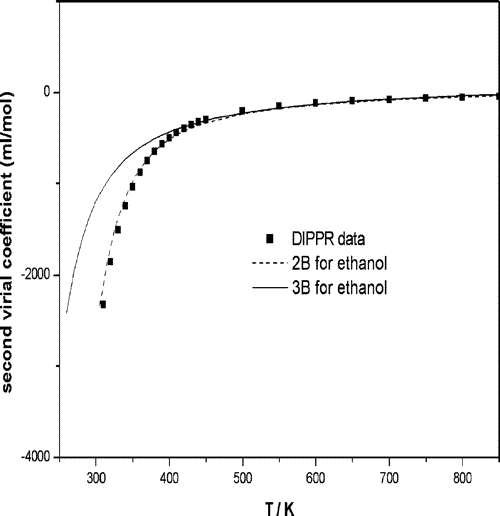 second virial coefficient (ml/mol)
0
-2000
-4000
DIPPR data
2B for ethanol
3B for ethanol
300 400 500 600 700 800
T / K